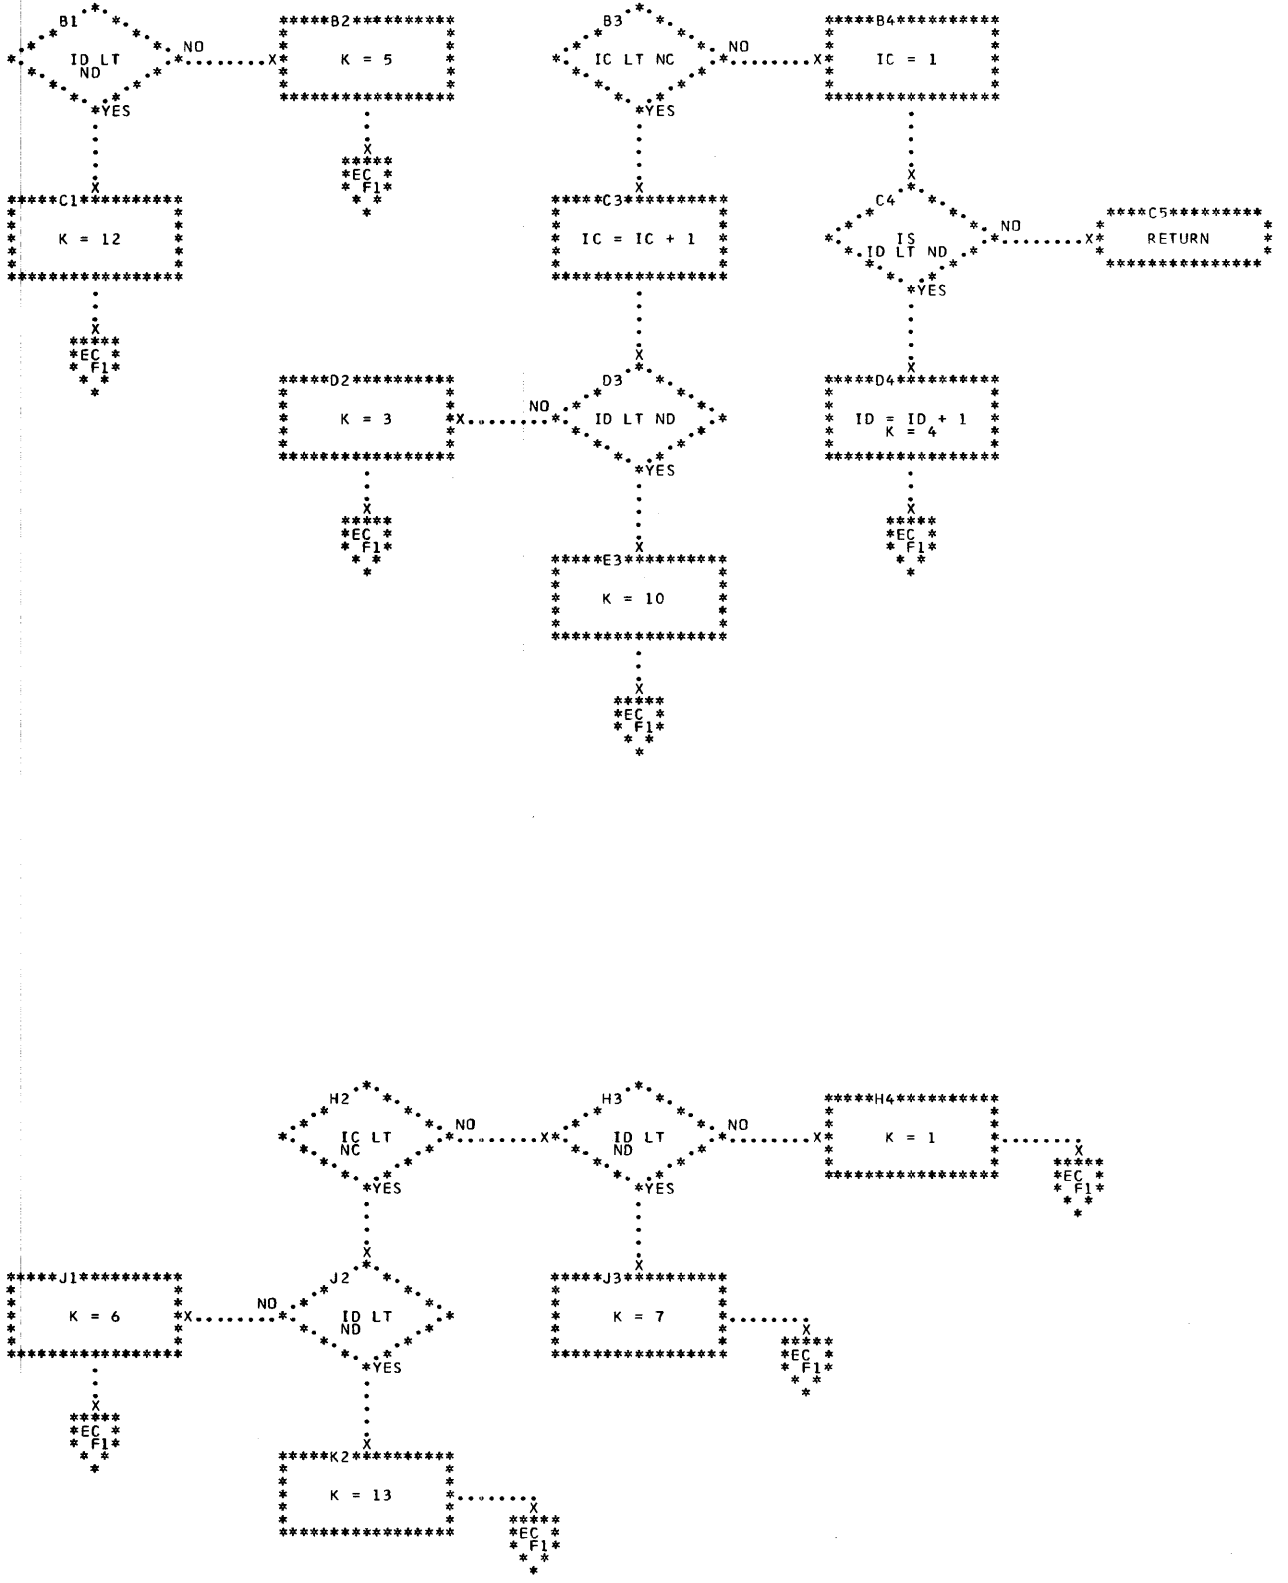 B1
ID LT
ND
NO
YES
B2
K = 5
EC
F1
B3
IC LT NC
NO
YES
B4
IC = 1
C1
K = 12
EC
F1
C3
IC = IC + 1
C4
IS
ID LT ND
NO
YES
C5
RETURN
D2
K = 3
EC
F1
NO
D3
ID LT ND
YES
D4
ID = ID + 1
K = 4
EC
F1
E3
K = 10
EC
F1
H2
IC LT
NC
NO
YES
H3
ID LT
ND
NO
YES
H4
K = 1
EC
F1
J1
K = 6
EC
F1
NO
J2
ID LT
ND
YES
J3
K = 7
EC
F1
K2
K = 13
EC
F1